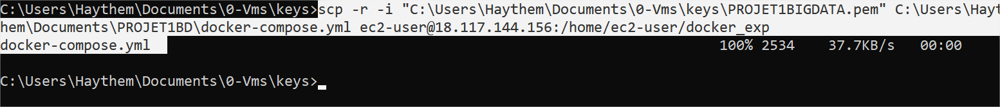 C:\Users\Haythem\Documents\0-Vms\keys>scp -r -i "C:\Users\Haythem\Documents\0-Vms\keys\PROJET1BIGDATA.pem" C:\Users\Hayt
hem\Documents\PROJET1BD\docker-compose.yml ec2-user@18.117.144.156:/home/ec2-user/docker_exp
docker-compose.yml 100% 2534 37.7KB/s 00:00
C:\Users\Haythem\Documents\0-Vms\keys>